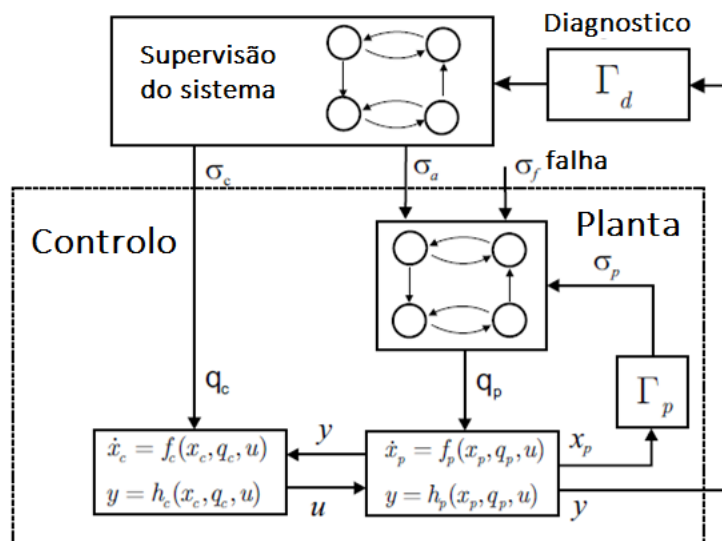 Diagnostico
Supervisão
do sistema
Γ_d
σ_c
σ_a
σ_f falha
Controlo
Planta
σ_p
q_c
q_p
Γ_p
ẋ_c = f_c(x_c, q_c, u)
y = h_c(x_c, q_c, u)
y
u
ẋ_p = f_p(x_p, q_p, u)
y = h_p(x_p, q_p, u)
x_p
y